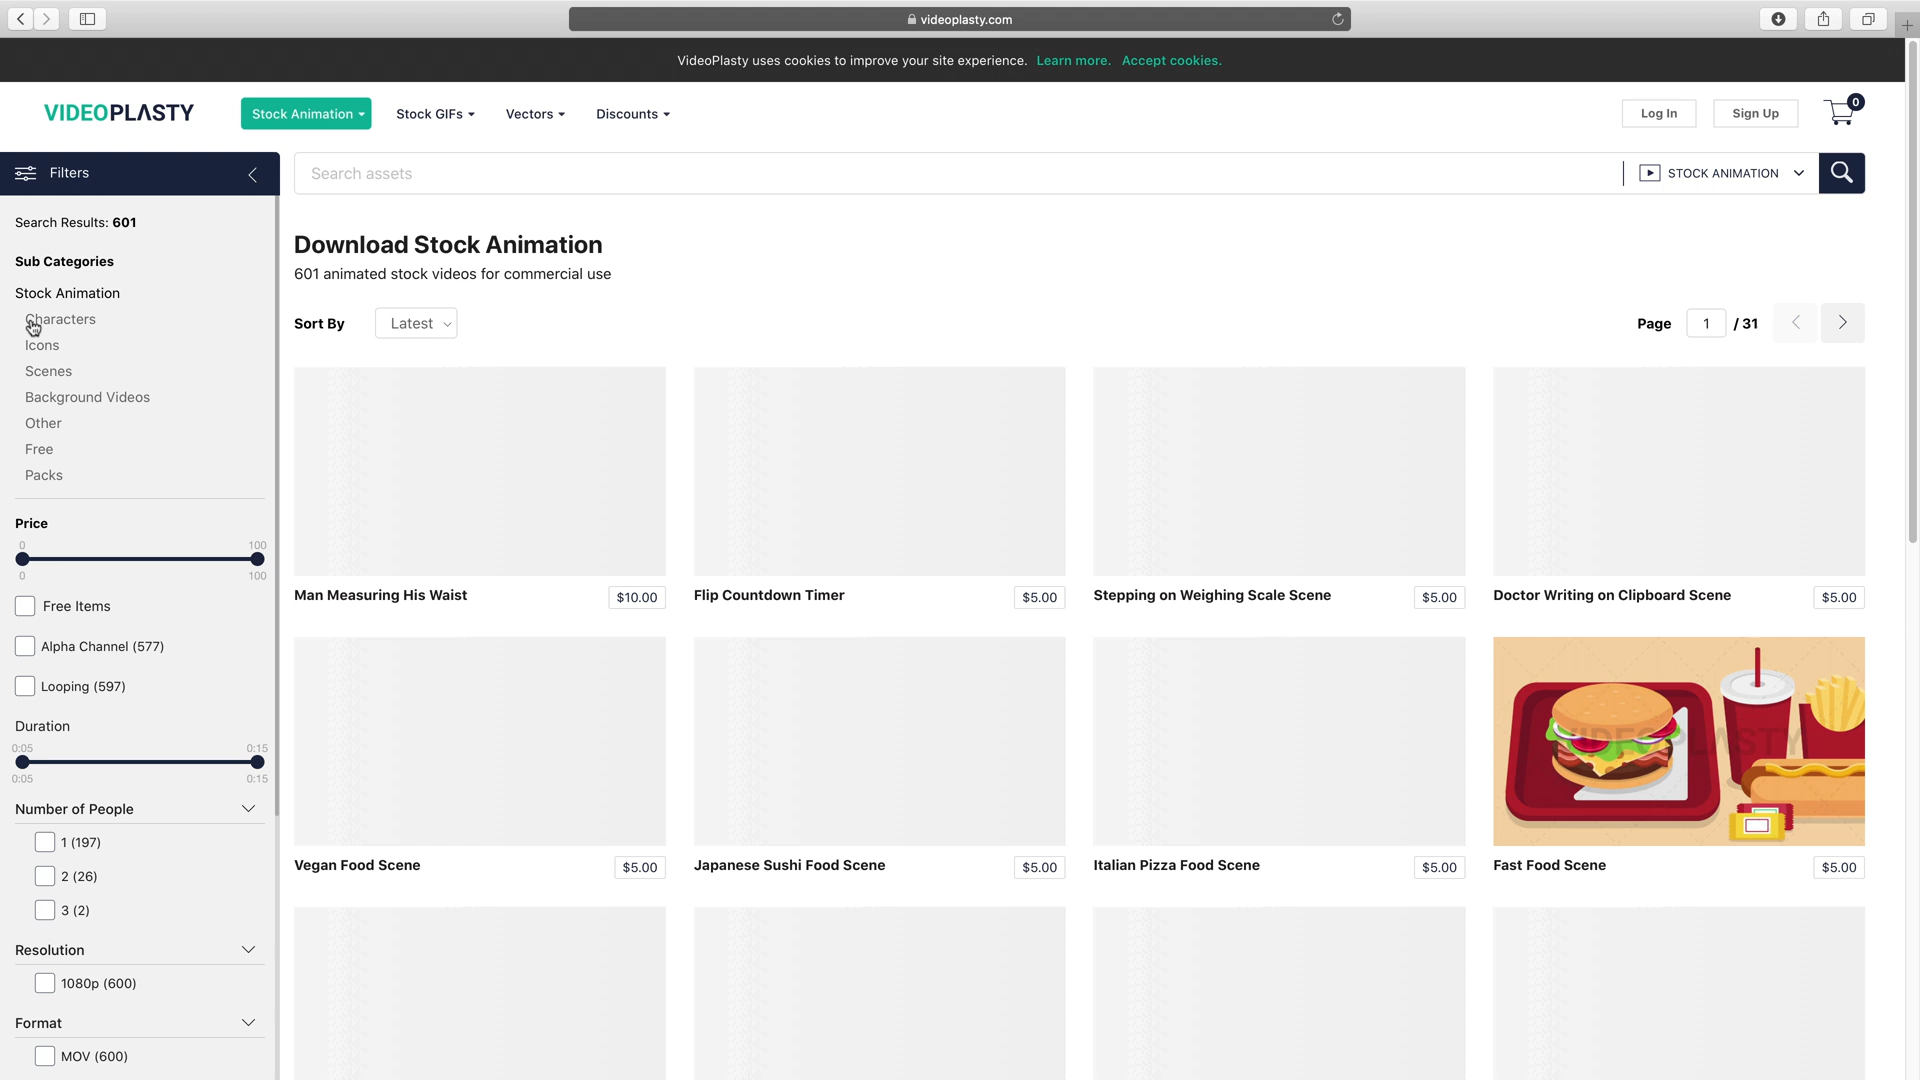 videoplasty.com
VideoPlasty uses cookies to improve your site experience. Learn more. Accept cookies.
VIDEOPLASTY
Stock Animation
Stock GIFs
Vectors
Discounts
Log In
Sign Up
0
Filters
Search assets
STOCK ANIMATION
Search Results: 601
Sub Categories
Stock Animation
Characters
Icons
Scenes
Background Videos
Other
Free
Packs
Price
0 100
0 100
Free Items
Alpha Channel (577)
Looping (597)
Duration
0:05 0:15
0:05 0:15
Number of People
1 (197)
2 (26)
3 (2)
Resolution
1080p (600)
Format
MOV (600)
Download Stock Animation
601 animated stock videos for commercial use
Sort By Latest
Page 1 / 31
Man Measuring His Waist $10.00
Flip Countdown Timer $5.00
Stepping on Weighing Scale Scene $5.00
Doctor Writing on Clipboard Scene $5.00
VIDEOPLASTY
Vegan Food Scene $5.00
Japanese Sushi Food Scene $5.00
Italian Pizza Food Scene $5.00
Fast Food Scene $5.00